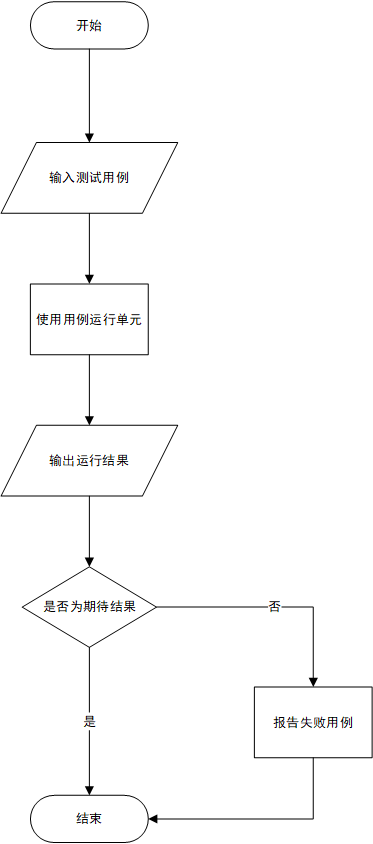 开始
输入测试用例
使用用例运行单元
输出运行结果
是否为期待结果
否
是
报告失败用例
结束